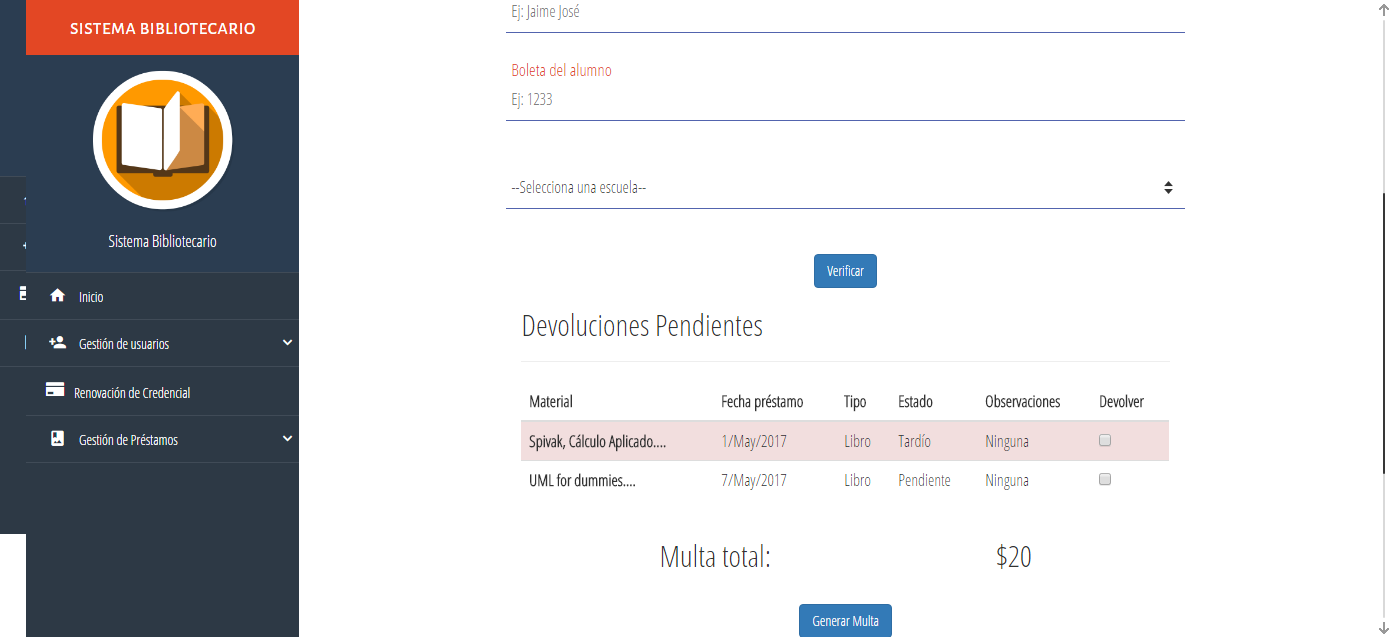 SISTEMA BIBLIOTECARIO
Sistema Bibliotecario
Inicio
Gestión de usuarios
Renovación de Credencial
Gestión de Préstamos
Ej: Jaime José
Boleta del alumno
Ej: 1233
--Selecciona una escuela--
Verificar
Devoluciones Pendientes
Material Fecha préstamo Tipo Estado Observaciones Devolver
Spivak, Cálculo Aplicado.... 1/May/2017 Libro Tardío Ninguna
UML for dummies.... 7/May/2017 Libro Pendiente Ninguna
Multa total: $20
Generar Multa